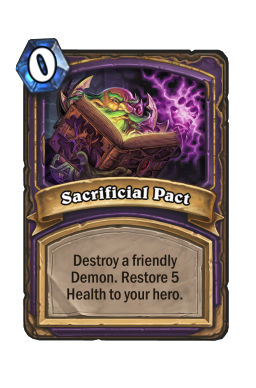 0
Sacrificial Pact
Destroy a friendly
Demon. Restore 5
Health to your hero.